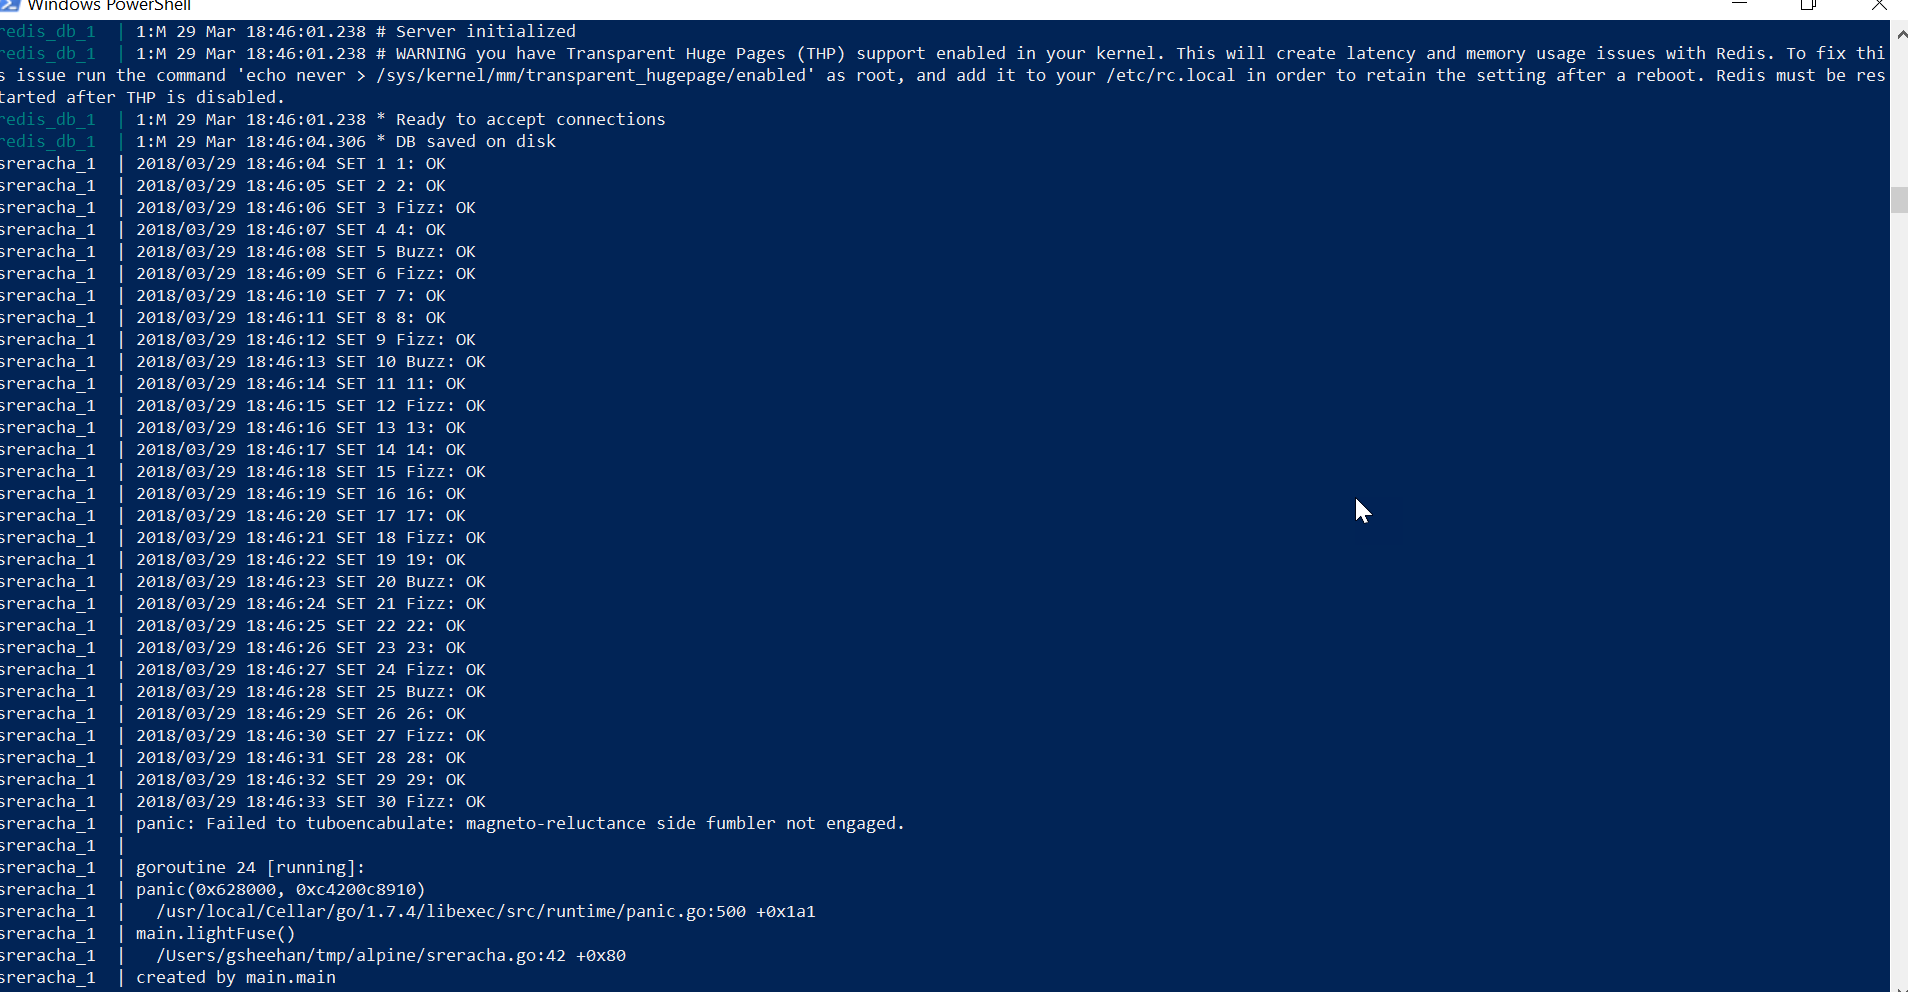 Windows PowerShell
redis_db_1 | 1:M 29 Mar 18:46:01.238 # Server initialized
redis_db_1 | 1:M 29 Mar 18:46:01.238 # WARNING you have Transparent Huge Pages (THP) support enabled in your kernel. This will create latency and memory usage issues with Redis. To fix thi
s issue run the command 'echo never > /sys/kernel/mm/transparent_hugepage/enabled' as root, and add it to your /etc/rc.local in order to retain the setting after a reboot. Redis must be res
tarted after THP is disabled.
redis_db_1 | 1:M 29 Mar 18:46:01.238 * Ready to accept connections
redis_db_1 | 1:M 29 Mar 18:46:04.306 * DB saved on disk
sreracha_1 | 2018/03/29 18:46:04 SET 1 1: OK
sreracha_1 | 2018/03/29 18:46:05 SET 2 2: OK
sreracha_1 | 2018/03/29 18:46:06 SET 3 Fizz: OK
sreracha_1 | 2018/03/29 18:46:07 SET 4 4: OK
sreracha_1 | 2018/03/29 18:46:08 SET 5 Buzz: OK
sreracha_1 | 2018/03/29 18:46:09 SET 6 Fizz: OK
sreracha_1 | 2018/03/29 18:46:10 SET 7 7: OK
sreracha_1 | 2018/03/29 18:46:11 SET 8 8: OK
sreracha_1 | 2018/03/29 18:46:12 SET 9 Fizz: OK
sreracha_1 | 2018/03/29 18:46:13 SET 10 Buzz: OK
sreracha_1 | 2018/03/29 18:46:14 SET 11 11: OK
sreracha_1 | 2018/03/29 18:46:15 SET 12 Fizz: OK
sreracha_1 | 2018/03/29 18:46:16 SET 13 13: OK
sreracha_1 | 2018/03/29 18:46:17 SET 14 14: OK
sreracha_1 | 2018/03/29 18:46:18 SET 15 Fizz: OK
sreracha_1 | 2018/03/29 18:46:19 SET 16 16: OK
sreracha_1 | 2018/03/29 18:46:20 SET 17 17: OK
sreracha_1 | 2018/03/29 18:46:21 SET 18 Fizz: OK
sreracha_1 | 2018/03/29 18:46:22 SET 19 19: OK
sreracha_1 | 2018/03/29 18:46:23 SET 20 Buzz: OK
sreracha_1 | 2018/03/29 18:46:24 SET 21 Fizz: OK
sreracha_1 | 2018/03/29 18:46:25 SET 22 22: OK
sreracha_1 | 2018/03/29 18:46:26 SET 23 23: OK
sreracha_1 | 2018/03/29 18:46:27 SET 24 Fizz: OK
sreracha_1 | 2018/03/29 18:46:28 SET 25 Buzz: OK
sreracha_1 | 2018/03/29 18:46:29 SET 26 26: OK
sreracha_1 | 2018/03/29 18:46:30 SET 27 Fizz: OK
sreracha_1 | 2018/03/29 18:46:31 SET 28 28: OK
sreracha_1 | 2018/03/29 18:46:32 SET 29 29: OK
sreracha_1 | 2018/03/29 18:46:33 SET 30 Fizz: OK
sreracha_1 | panic: Failed to tuboencabulate: magneto-reluctance side fumbler not engaged.
sreracha_1 |
sreracha_1 | goroutine 24 [running]:
sreracha_1 | panic(0x628000, 0xc4200c8910)
sreracha_1 | /usr/local/Cellar/go/1.7.4/libexec/src/runtime/panic.go:500 +0x1a1
sreracha_1 | main.lightFuse()
sreracha_1 | /Users/gsheehan/tmp/alpine/sreracha.go:42 +0x80
sreracha_1 | created by main.main